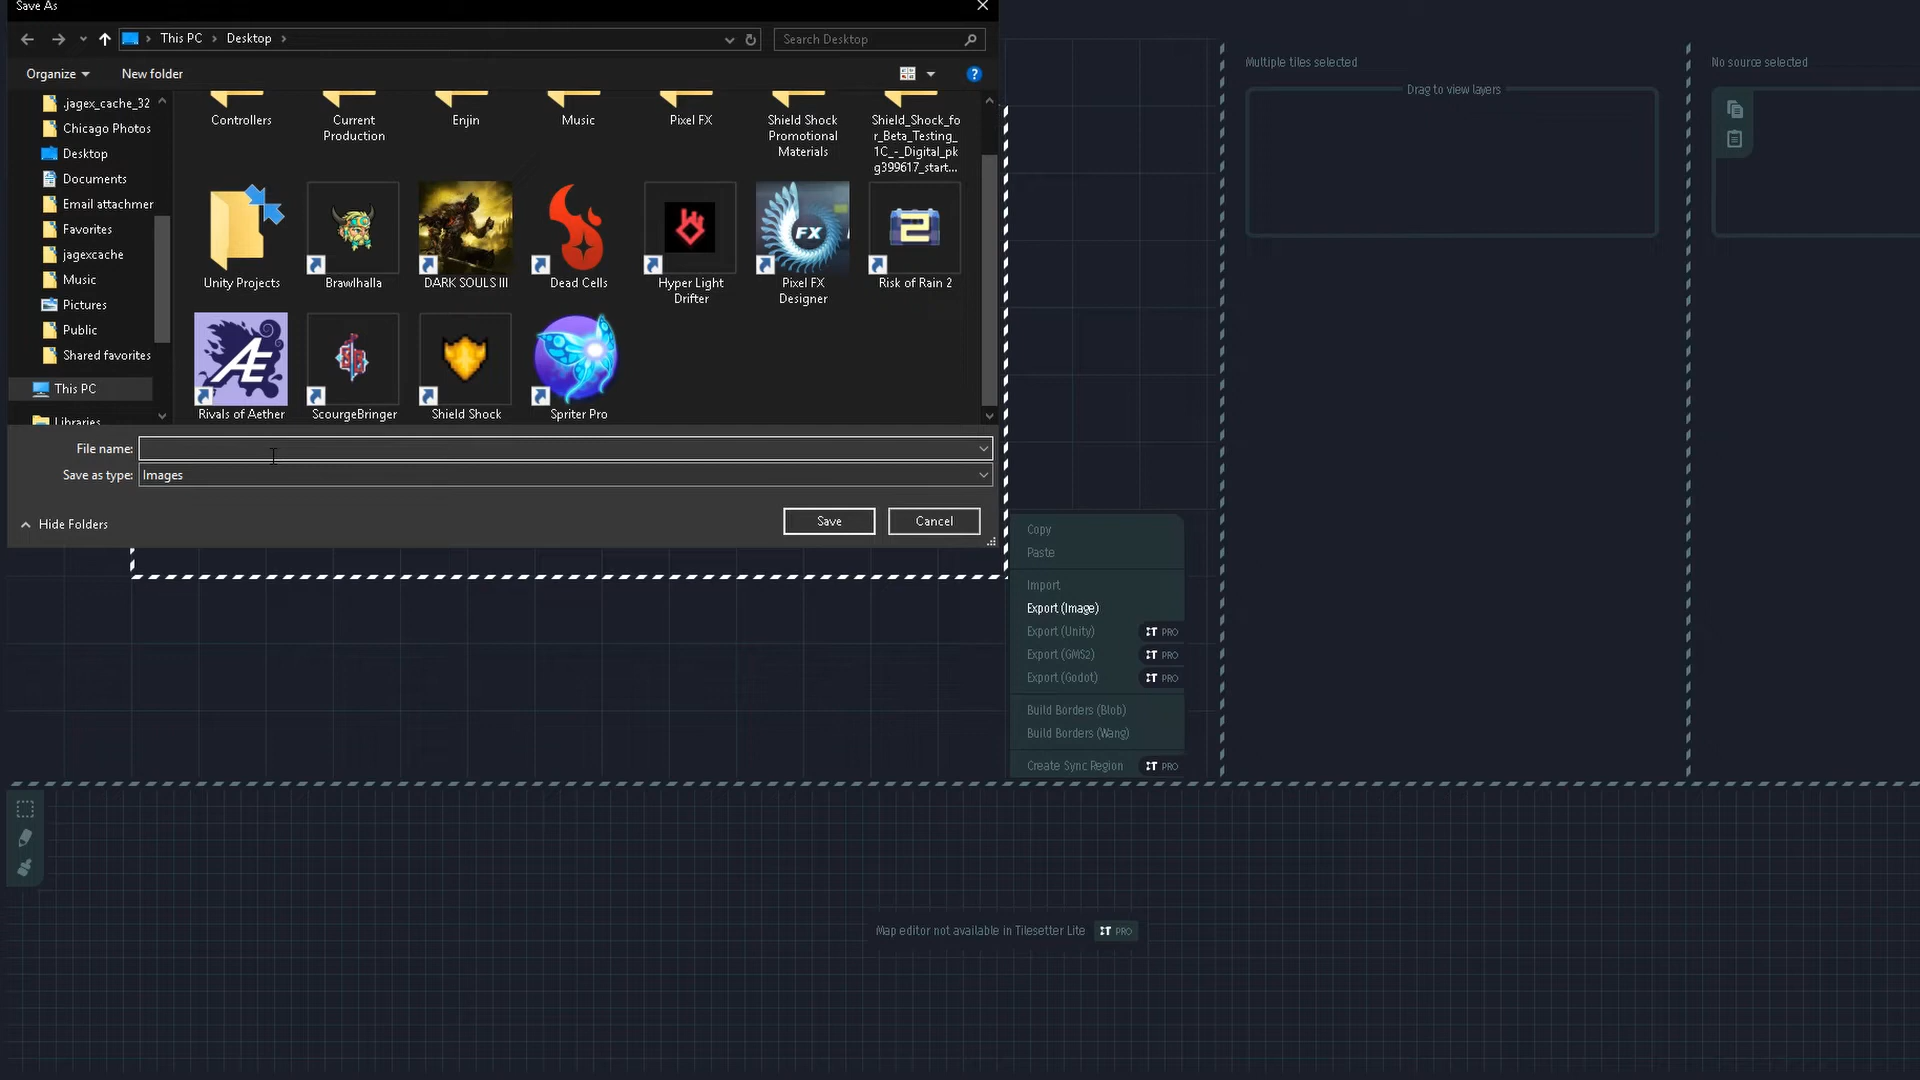 Save As
This PC
Desktop
Search Desktop
Organize
New folder
.jagex_cache_32
Chicago Photos
Desktop
Documents
Email attachmer
Favorites
jagexcache
Music
Pictures
Public
Shared favorites
This PC
Libraries
Controllers
Current
Production
Enjin
Music
Pixel FX
Shield Shock
Promotional
Materials
Shield_Shock_fo
r_Beta_Testing_
1C_-_Digital_pk
g399617_start...
FX
2
Unity Projects
Brawlhalla
DARK SOULS III
Dead Cells
Hyper Light
Drifter
Pixel FX
Designer
Risk of Rain 2
Rivals of Aether
ScourgeBringer
Shield Shock
Spriter Pro
File name:
Save as type:
Images
Hide Folders
Save
Cancel
Multiple tiles selected
Drag to view layers
No source selected
Copy
Paste
Import
Export (Image)
Export (Unity) PRO
Export (GMS2) PRO
Export (Godot) PRO
Build Borders (Blob)
Build Borders (Wang)
Create Sync Region PRO
Map editor not available in Tilesetter Lite PRO